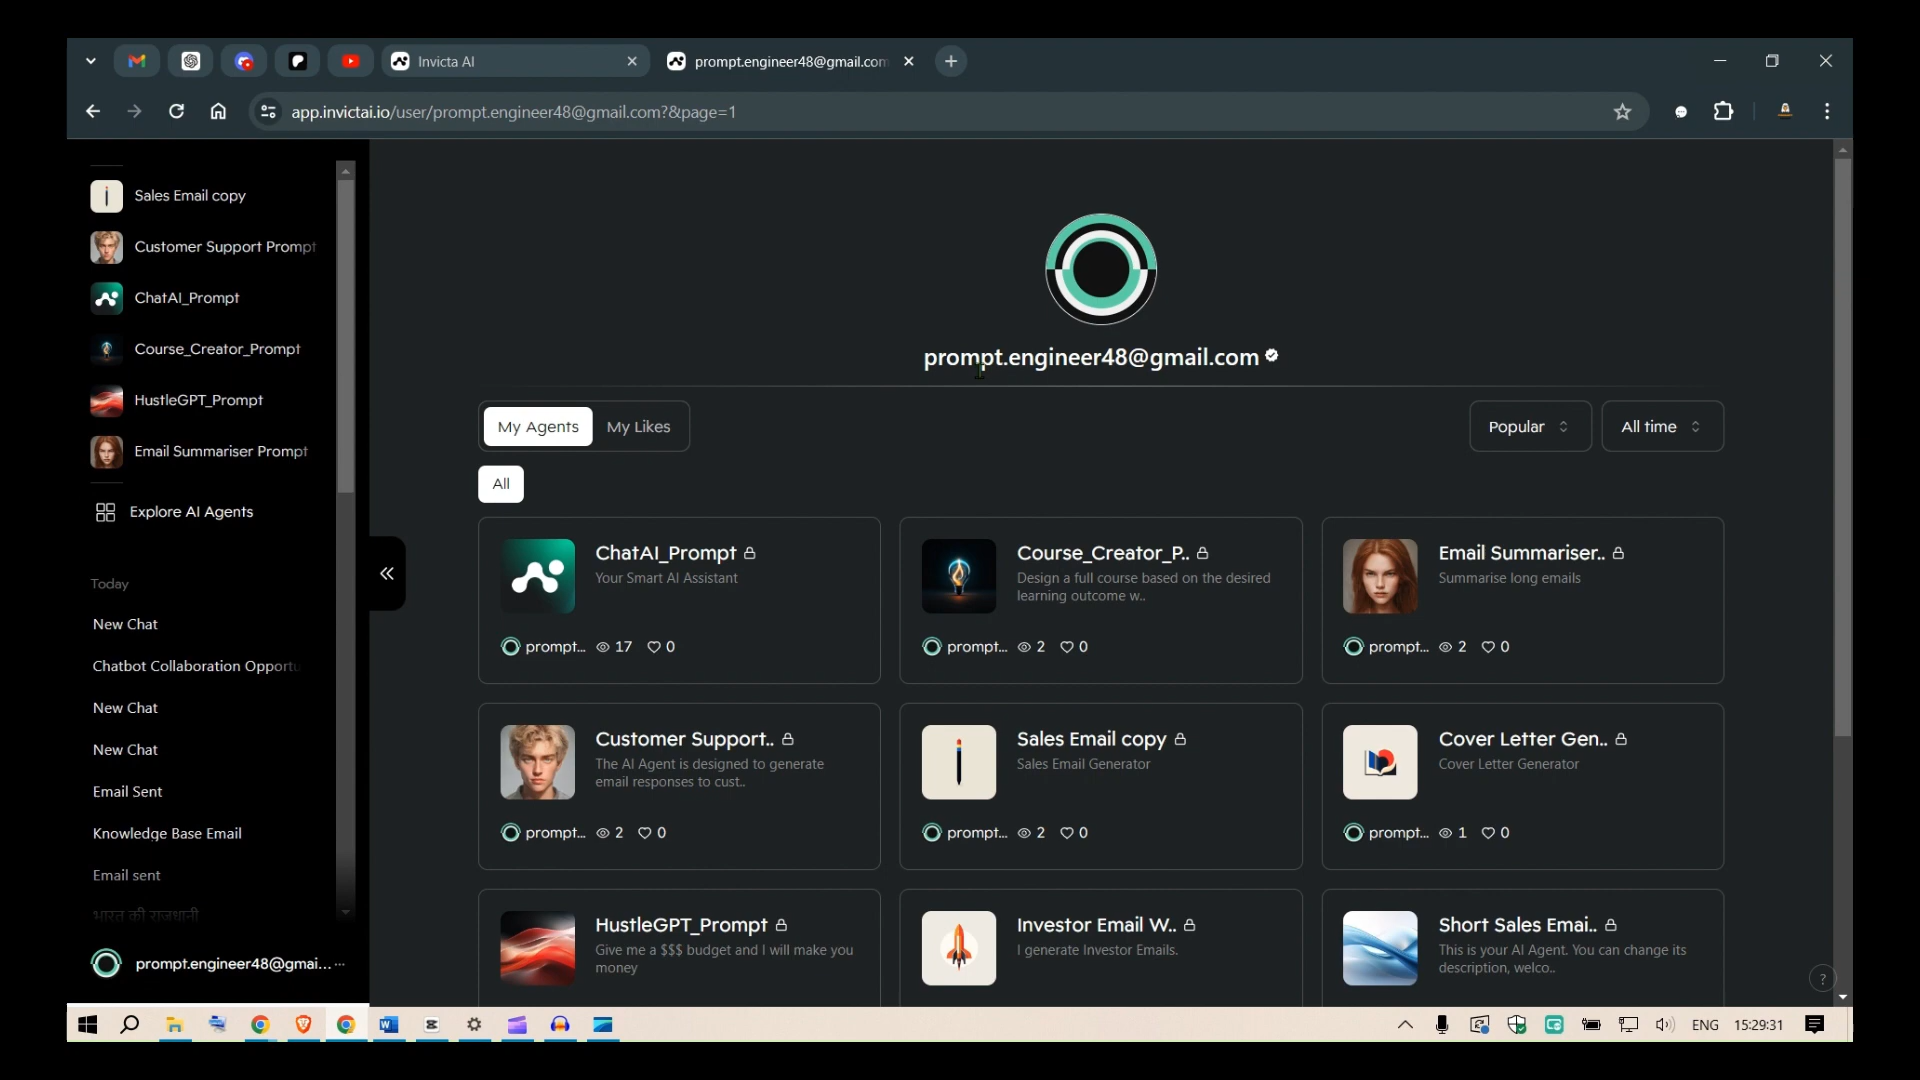 Invicta AI
prompt.engineer48@gmail.com
app.invictai.io/user/prompt.engineer48@gmail.com?&page=1
Sales Email copy
Customer Support Prompt
ChatAI_Prompt
Course_Creator_Prompt
HustleGPT_Prompt
Email Summariser Prompt
Explore AI Agents
Today
New Chat
Chatbot Collaboration Opportu
New Chat
New Chat
Email Sent
Knowledge Base Email
Email sent
भारत की राजधानी
prompt.engineer48@gmai... ...
prompt.engineer48@gmail.com
My Agents
My Likes
Popular
All time
All
ChatAI_Prompt
Your Smart AI Assistant
prompt... 17 0
Course_Creator_P..
Design a full course based on the desired
learning outcome w..
prompt... 2 0
Email Summariser..
Summarise long emails
prompt... 2 0
Customer Support..
The AI Agent is designed to generate
email responses to cust..
prompt... 2 0
Sales Email copy
Sales Email Generator
prompt... 2 0
Cover Letter Gen..
Cover Letter Generator
prompt... 1 0
HustleGPT_Prompt
Give me a $$$ budget and I will make you
money
Investor Email W..
I generate Investor Emails.
Short Sales Emai..
This is your AI Agent. You can change its
description, welco..
?
ENG
15:29:31